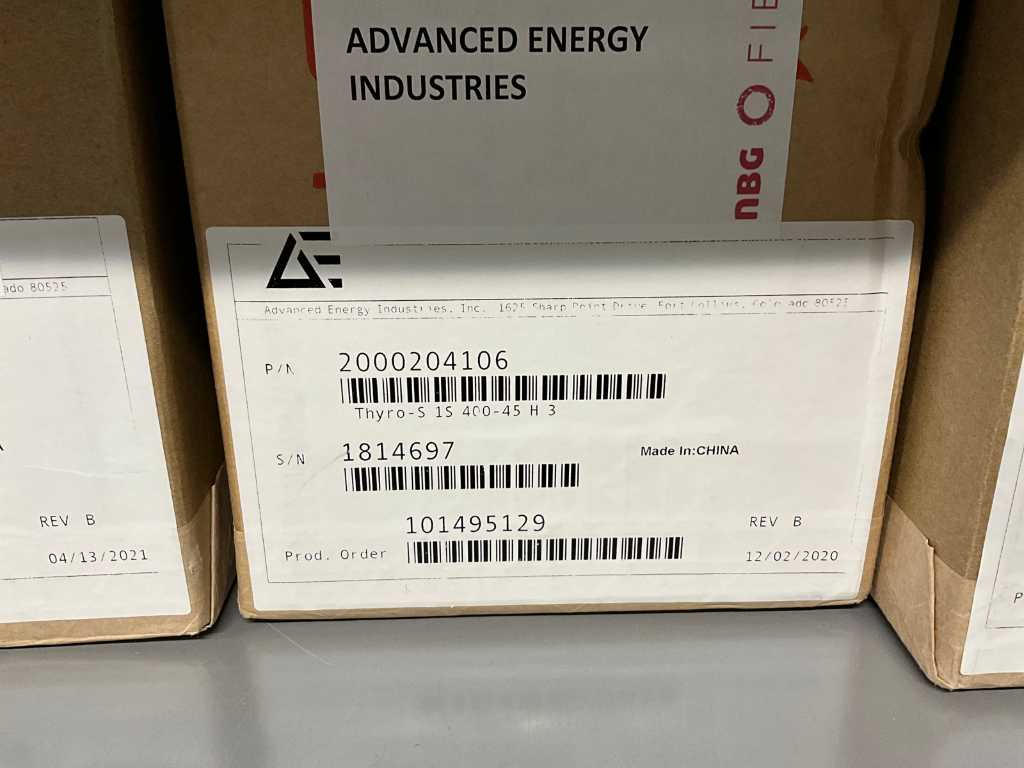 ADVANCED ENERGY
INDUSTRIES
nBG FIE
Advanced Energy Industries, Inc. 1625 Sharp Point Drive, Fort Collins, Colorado 80525
P/N 2000204106
Thyro-S 1S 400-45 H 3
S/N 1814697
Made In:CHINA
101495129
Prod. Order
REV B
12/02/2020
ado 80525
REV B
04/13/2021
P